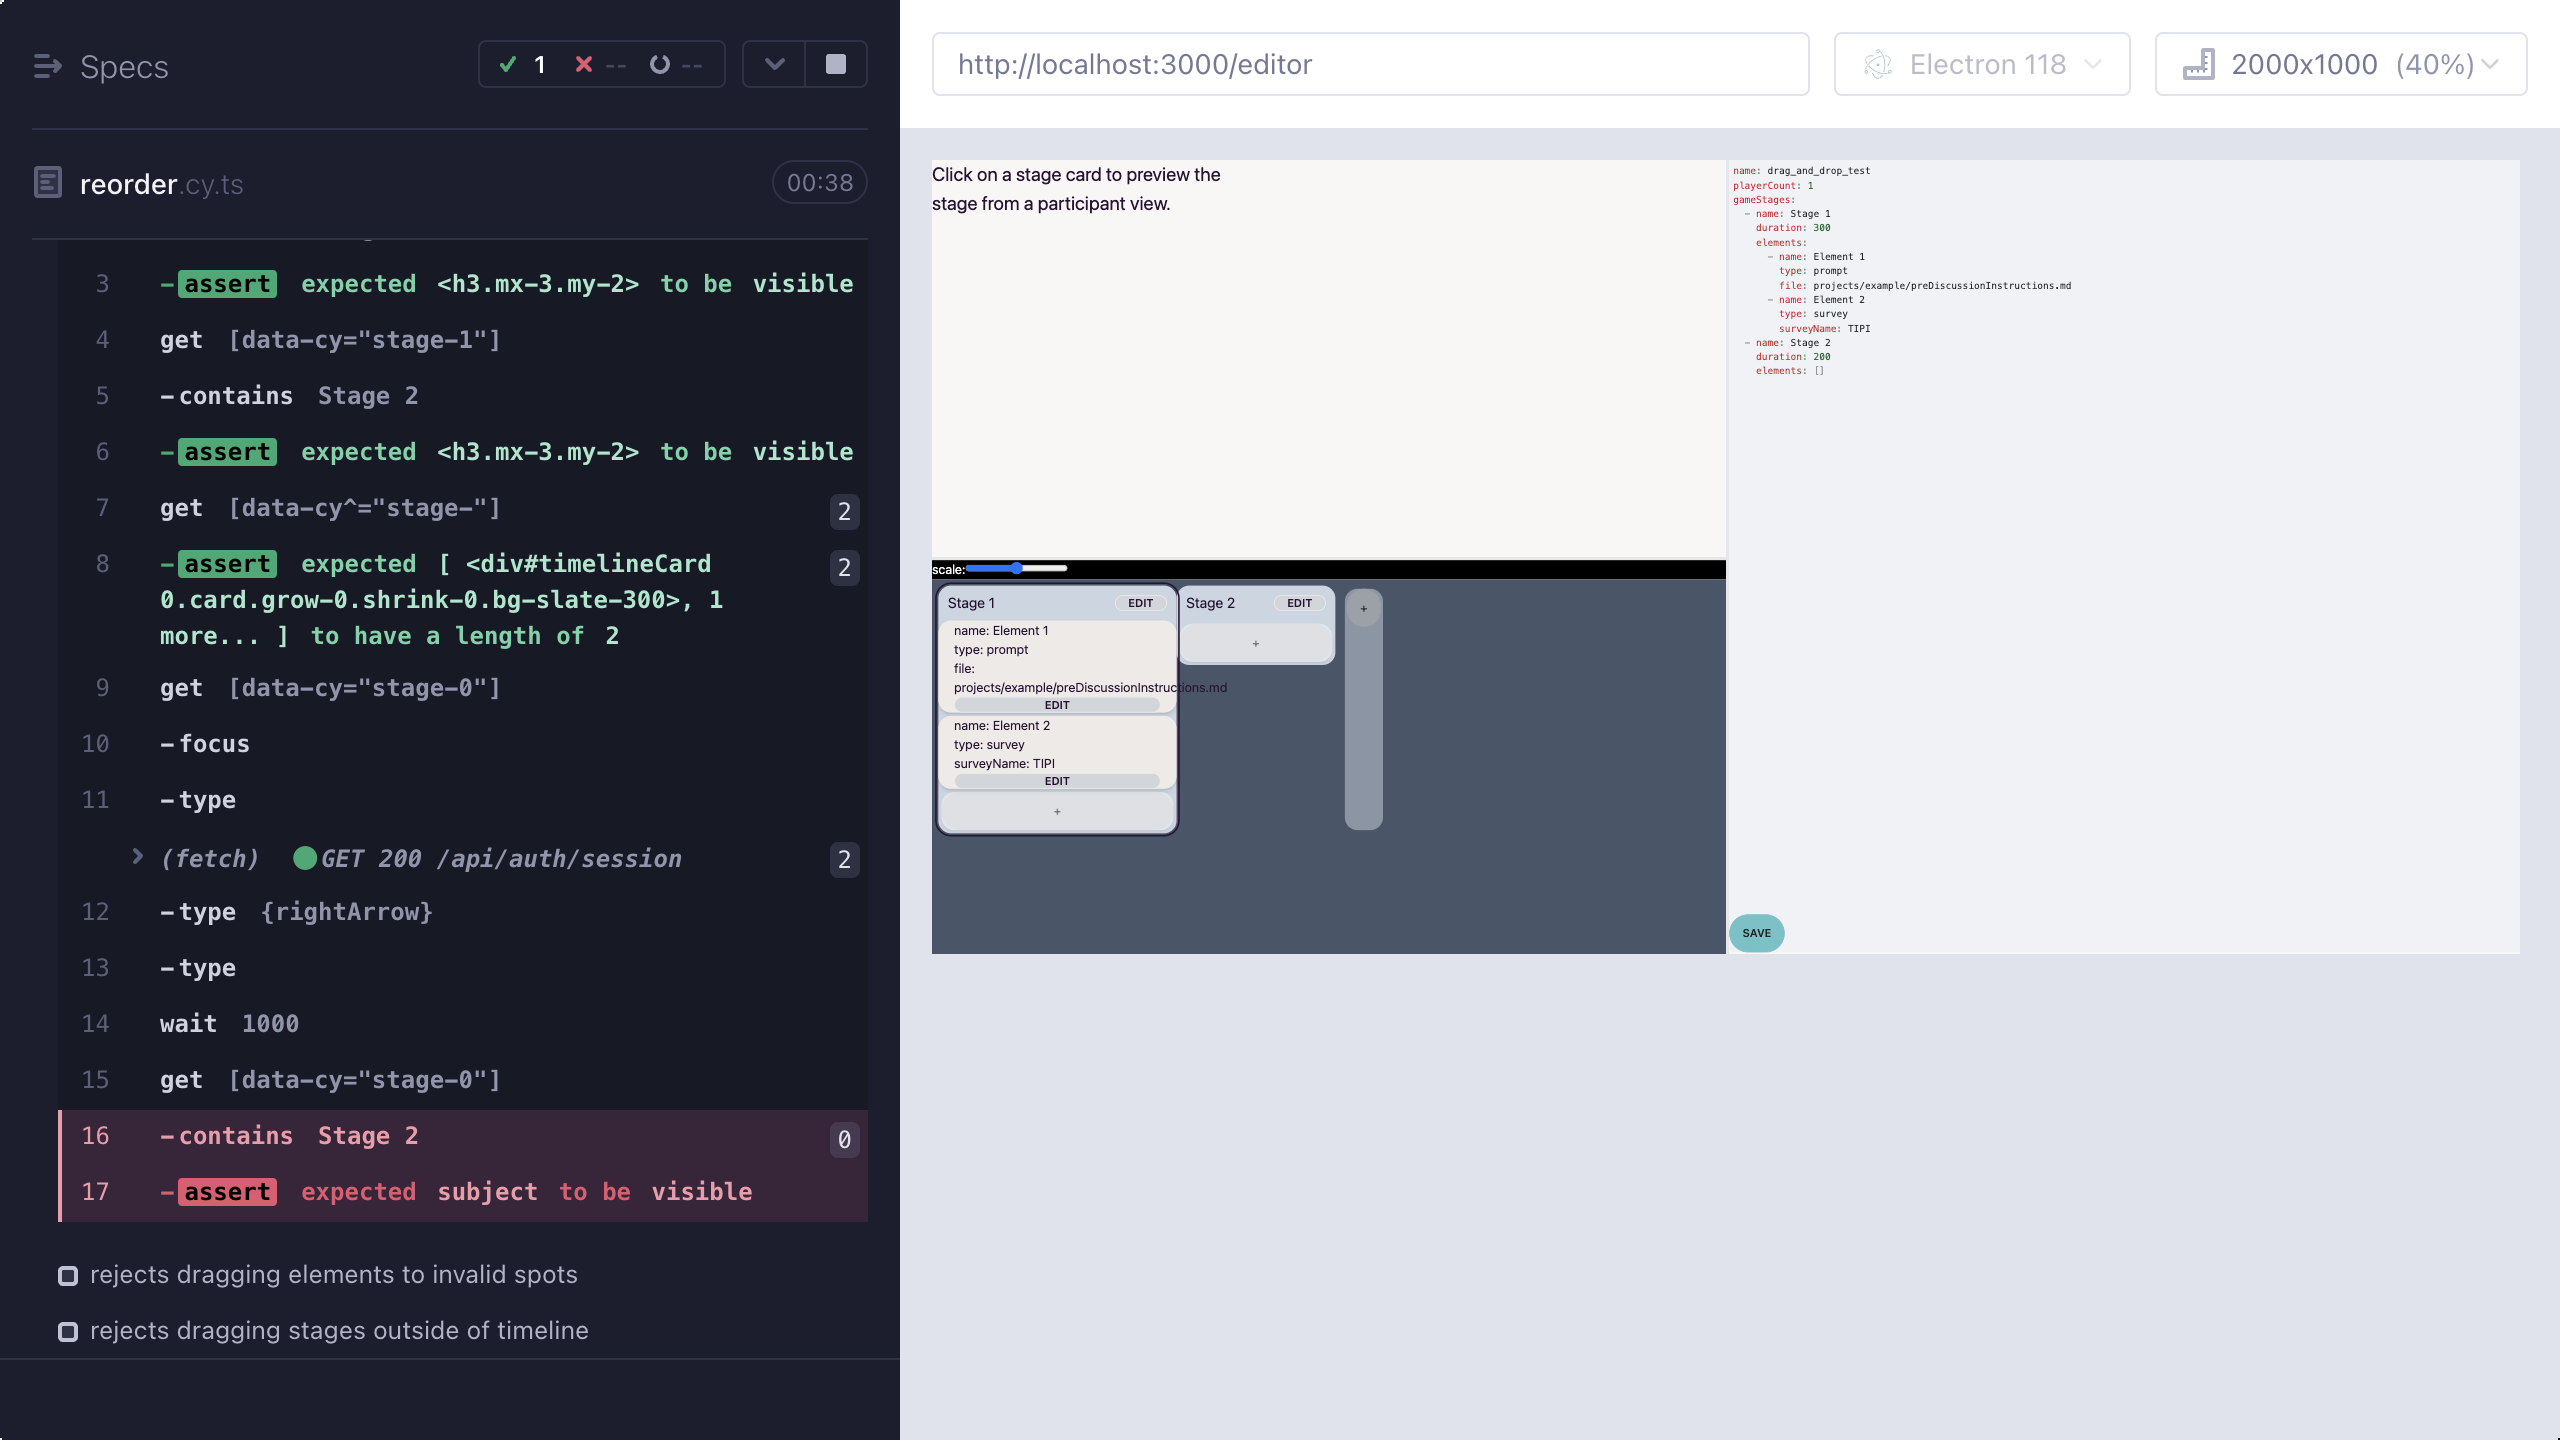 Specs
1
--
--
reorder.cy.ts
00:38
3 -assert expected <h3.mx-3.my-2> to be visible
4 get [data-cy="stage-1"]
5 -contains Stage 2
6 -assert expected <h3.mx-3.my-2> to be visible
7 get [data-cy^="stage-"] 2
8 -assert expected [ <div#timelineCard 2
0.card.grow-0.shrink-0.bg-slate-300>, 1
more... ] to have a length of 2
9 get [data-cy="stage-0"]
10 -focus
11 -type
(fetch) GET 200 /api/auth/session 2
12 -type {rightArrow}
13 -type
14 wait 1000
15 get [data-cy="stage-0"]
16 -contains Stage 2 0
17 -assert expected subject to be visible
rejects dragging elements to invalid spots
rejects dragging stages outside of timeline
http://localhost:3000/editor
Electron 118
2000x1000 (40%)
Click on a stage card to preview the
stage from a participant view.
scale:
Stage 1 EDIT
name: Element 1
type: prompt
file:
projects/example/preDiscussionInstructions.md
EDIT
name: Element 2
type: survey
surveyName: TIPI
EDIT
+
Stage 2 EDIT
+
+
name: drag_and_drop_test
playerCount: 1
gameStages:
- name: Stage 1
duration: 300
elements:
- name: Element 1
type: prompt
file: projects/example/preDiscussionInstructions.md
- name: Element 2
type: survey
surveyName: TIPI
- name: Stage 2
duration: 200
elements: []
SAVE